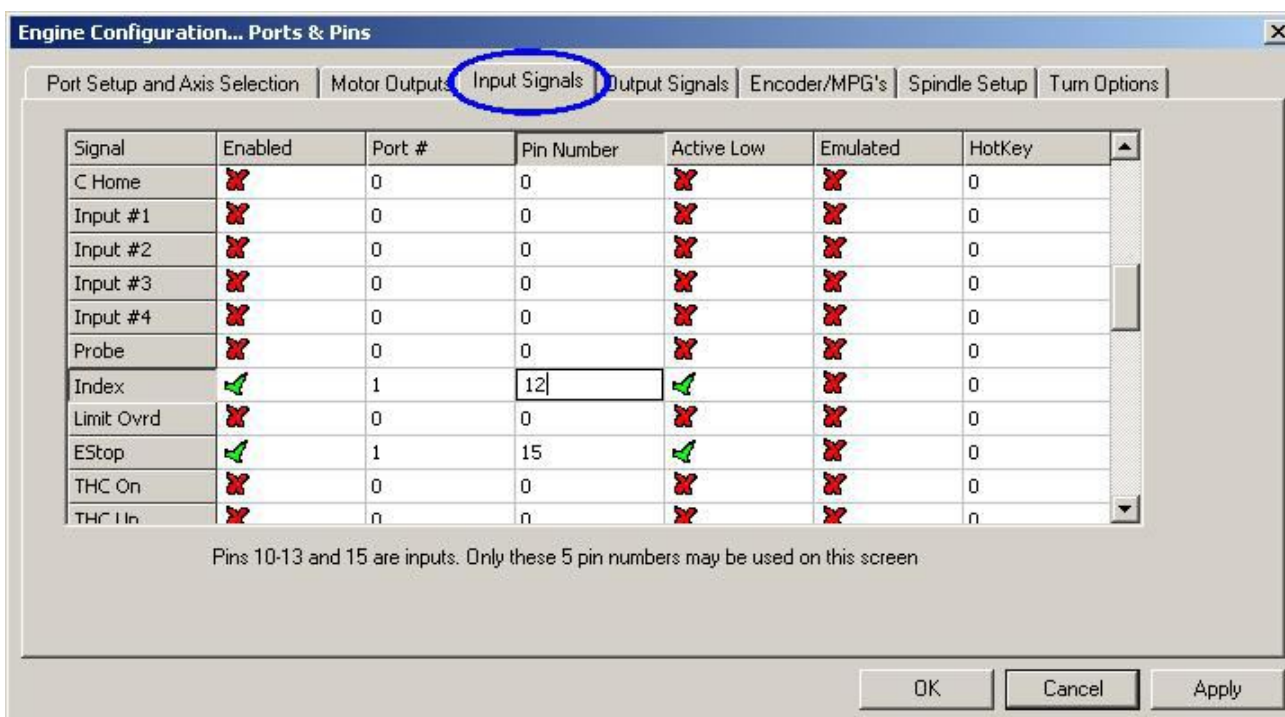 Engine Configuration... Ports & Pins
Port Setup and Axis Selection Motor Outputs Input Signals Output Signals Encoder/MPG's Spindle Setup Turn Options
Signal Enabled Port # Pin Number Active Low Emulated HotKey
C Home 0 0 0
Input #1 0 0 0
Input #2 0 0 0
Input #3 0 0 0
Input #4 0 0 0
Probe 0 0 0
Index 1 12 0
Limit Ovrd 0 0 0
EStop 1 15 0
THC On 0 0 0
THC Up 0 0 0
Pins 10-13 and 15 are inputs. Only these 5 pin numbers may be used on this screen
OK Cancel Apply